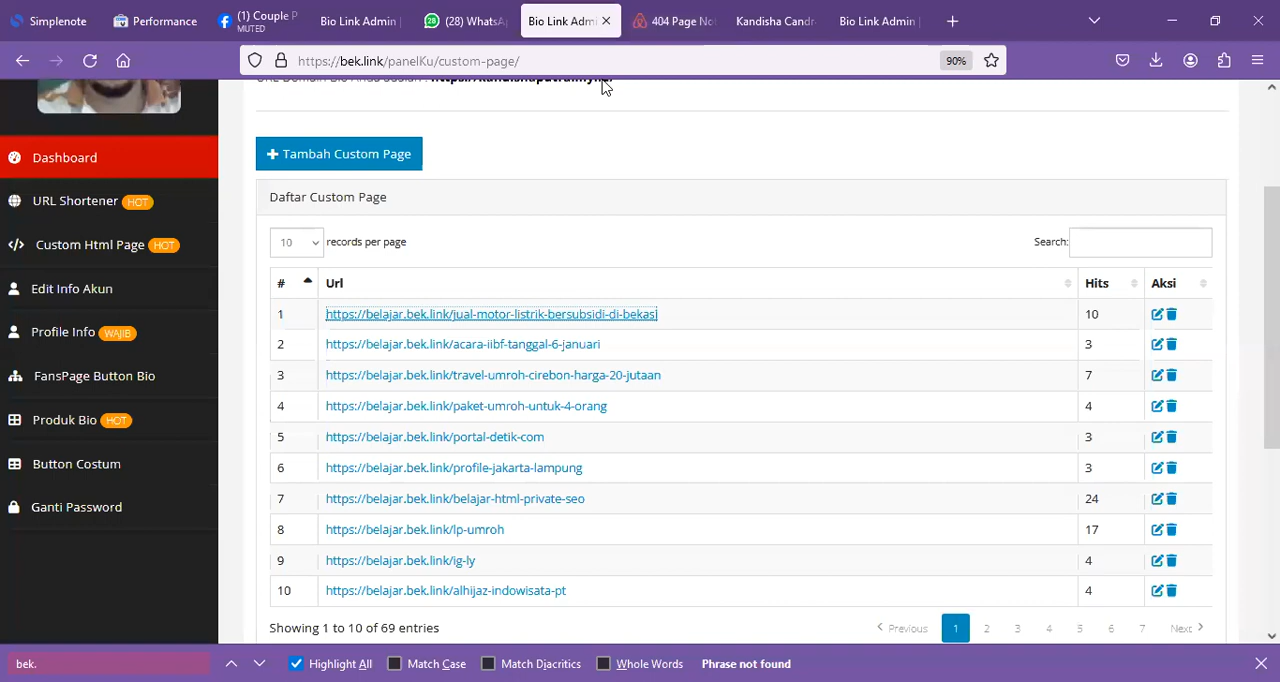 Simplenote
Performance
(1) Couple P
MUTED
Bio Link Admin
(28) WhatsA
Bio Link Admi
404 Page No
Kandisha Candr
Bio Link Admin
https://bek.link/panelKu/custom-page/
90%
Tambah Custom Page
Daftar Custom Page
10 records per page
Search:
# Url Hits Aksi
1 https://belajar.bek.link/jual-motor-listrik-bersubsidi-di-bekasi 10
2 https://belajar.bek.link/acara-iibf-tanggal-6-januari 3
3 https://belajar.bek.link/travel-umroh-cirebon-harga-20-jutaan 7
4 https://belajar.bek.link/paket-umroh-untuk-4-orang 4
5 https://belajar.bek.link/portal-detik-com 3
6 https://belajar.bek.link/profile-jakarta-lampung 3
7 https://belajar.bek.link/belajar-html-private-seo 24
8 https://belajar.bek.link/lp-umroh 17
9 https://belajar.bek.link/ig-ly 4
10 https://belajar.bek.link/alhijaz-indowisata-pt 4
Showing 1 to 10 of 69 entries
Previous 1 2 3 4 5 6 7 Next
Dashboard
URL Shortener HOT
Custom Html Page HOT
Edit Info Akun
Profile Info WAJIB
FansPage Button Bio
Produk Bio HOT
Button Costum
Ganti Password
bek.
Highlight All
Match Case
Match Diacritics
Whole Words
Phrase not found